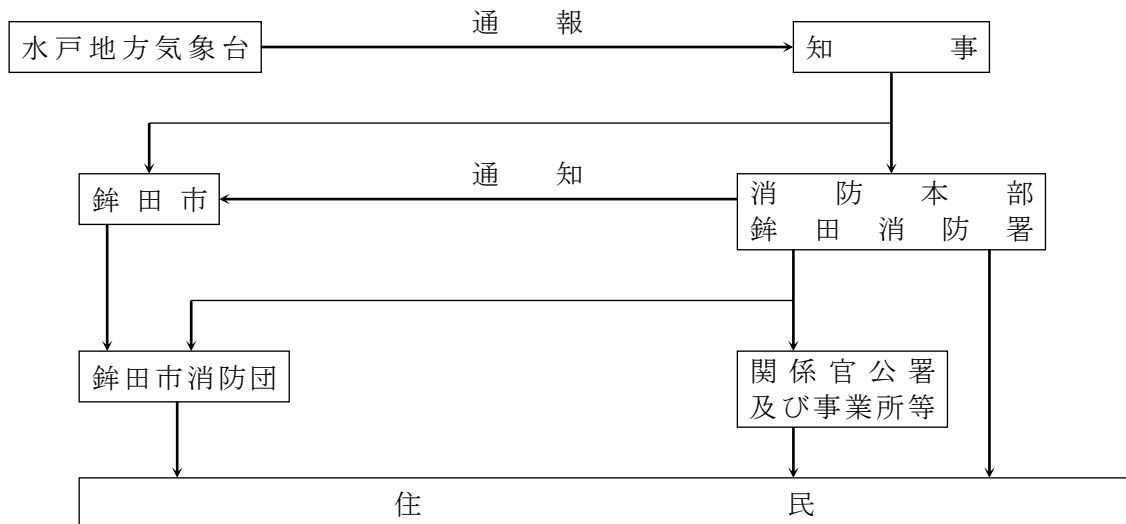 通報
水戸地方気象台
知事
通知
鉾田市
消防本部
鉾田消防署
鉾田市消防団
関係官公署
及び事業所等
住民